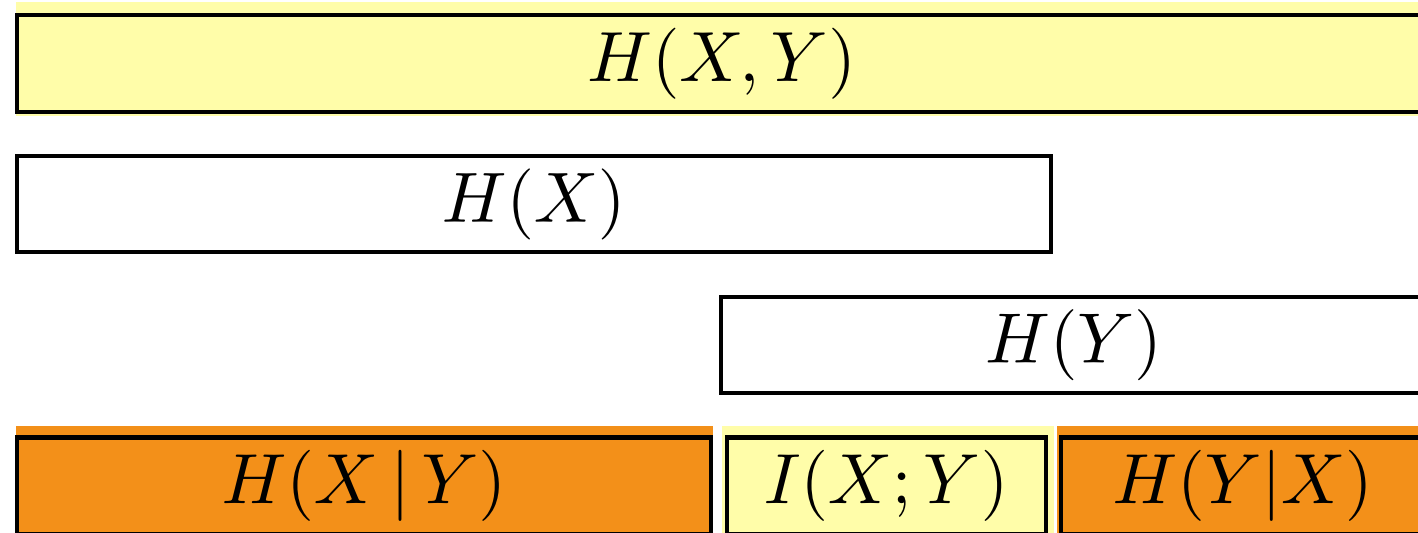 H(X, Y)
H(X)
H(Y)
H(X | Y) I(X; Y) H(Y|X)